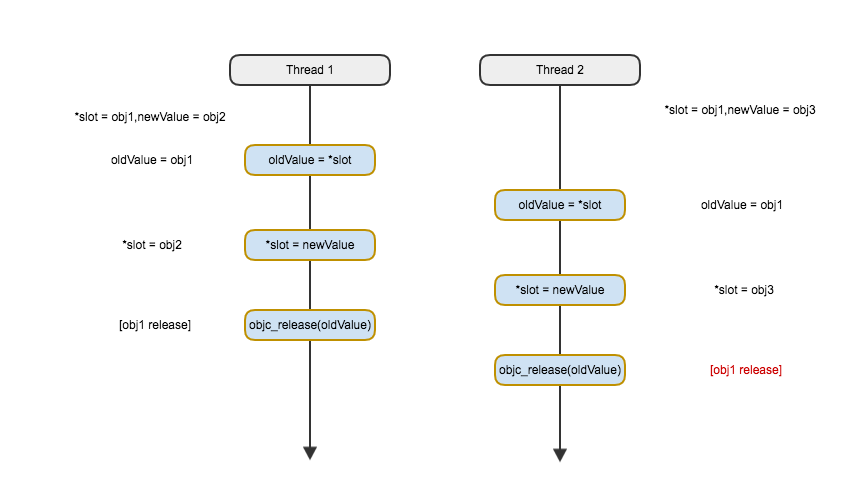 Thread 1
Thread 2
*slot = obj1,newValue = obj2
*slot = obj1,newValue = obj3
oldValue = obj1
oldValue = *slot
oldValue = *slot
oldValue = obj1
*slot = obj2
*slot = newValue
*slot = newValue
*slot = obj3
[obj1 release]
objc_release(oldValue)
objc_release(oldValue)
[obj1 release]